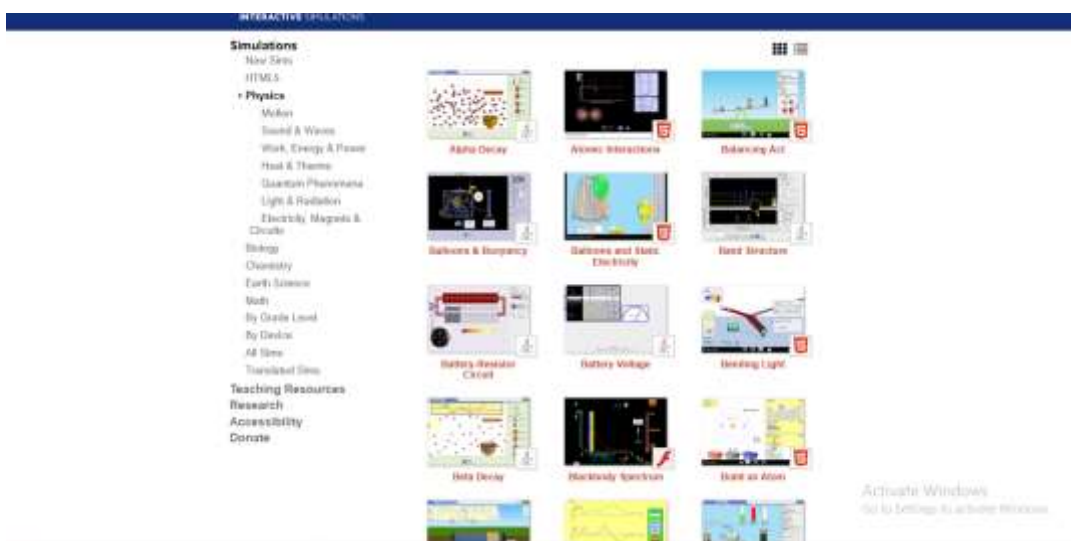 INTERACTIVE SIMULATIONS
Simulations
New Sims
HTML5
Physics
Motion
Sound & Waves
Work, Energy & Power
Heat & Thermo
Quantum Phenomena
Light & Radiation
Electricity, Magnets &
Circuits
Biology
Chemistry
Earth Science
Math
By Grade Level
By Device
All Sims
Translated Sims
Teaching Resources
Research
Accessibility
Donate
Alpha Decay
Atomic Interactions
Balancing Act
Balloons & Buoyancy
Balloons and Static
Electricity
Band Structure
Battery-Resistor
Circuit
Battery Voltage
Bending Light
Beta Decay
Blackbody Spectrum
Build an Atom
Activate Windows
Go to Settings to activate Windows.